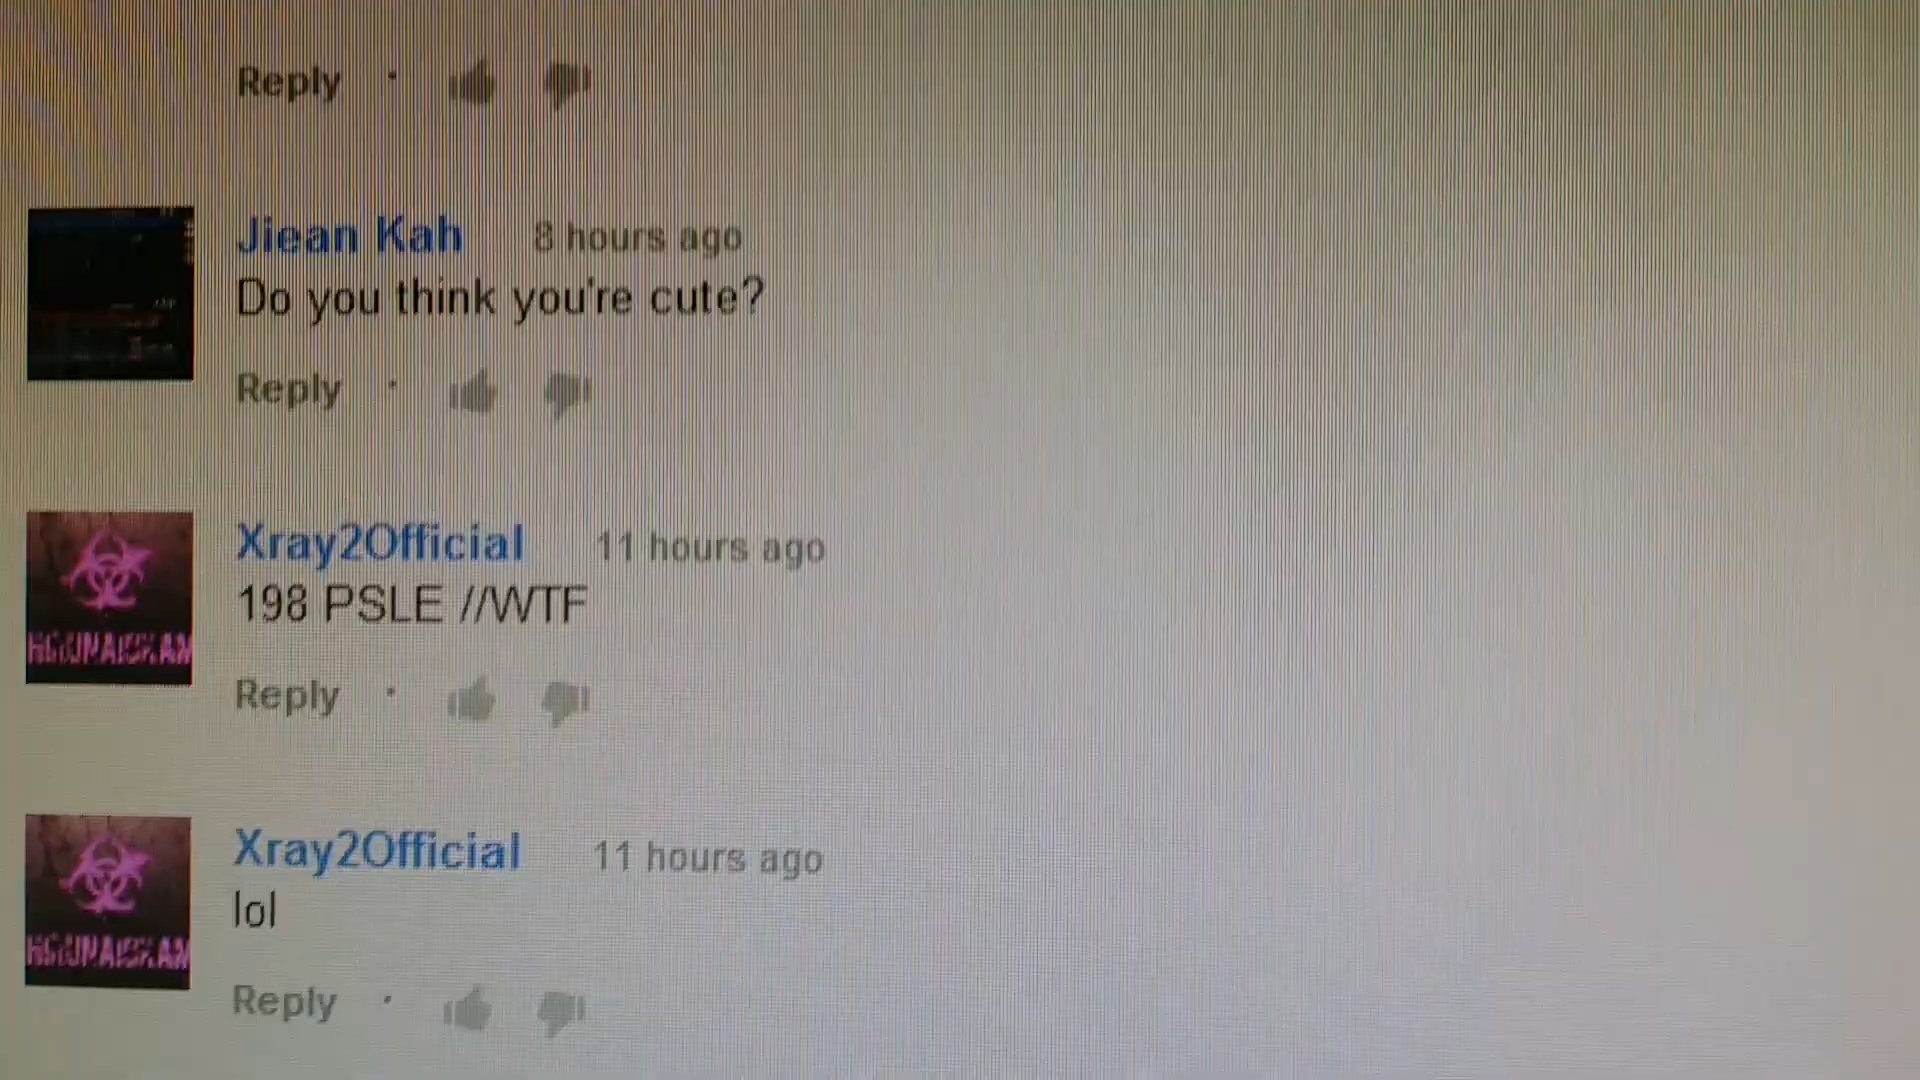 Reply
Jiean Kah 8 hours ago
Do you think you're cute?
Reply
Xray2Official 11 hours ago
198 PSLE //WTF
Reply
Xray2Official 11 hours ago
lol
Reply